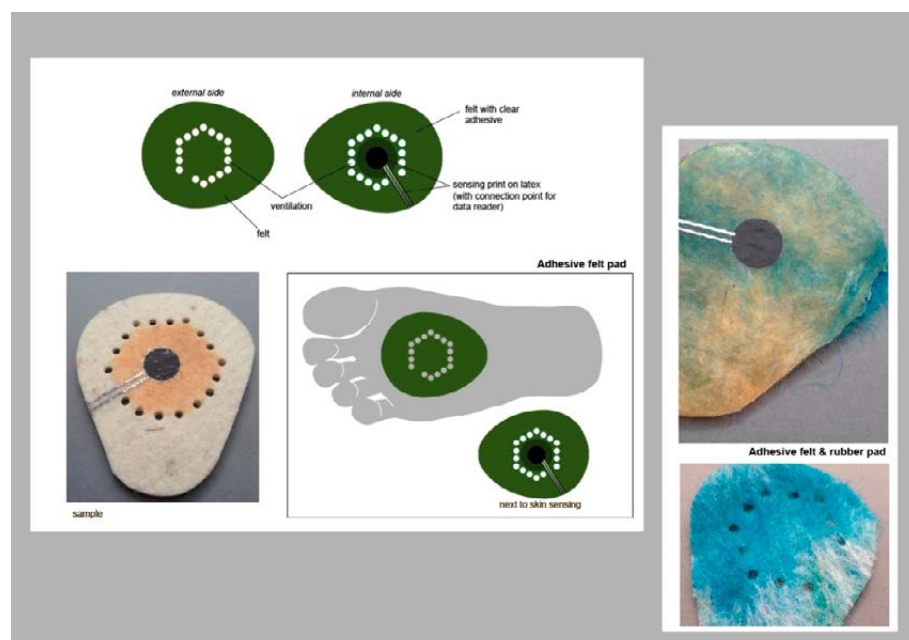 external side
internal side
felt with clear
adhesive
sensing print on latex
(with connection point for
data reader)
ventilation
felt
Adhesive felt pad
next to skin sensing
sample
Adhesive felt & rubber pad